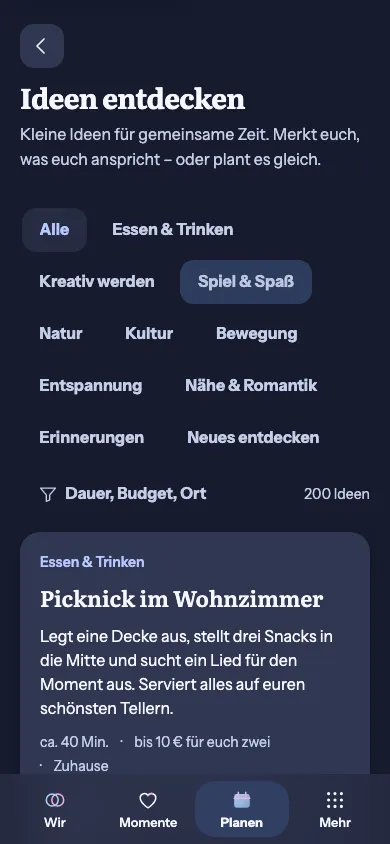 Ideen entdecken
Kleine Ideen für gemeinsame Zeit. Merkt euch,
was euch anspricht – oder plant es gleich.
Alle Essen & Trinken
Kreativ werden Spiel & Spaß
Natur Kultur Bewegung
Entspannung Nähe & Romantik
Erinnerungen Neues entdecken
Dauer, Budget, Ort 200 Ideen
Essen & Trinken
Picknick im Wohnzimmer
Legt eine Decke aus, stellt drei Snacks in
die Mitte und sucht ein Lied für den
Moment aus. Serviert alles auf euren
schönsten Tellern.
ca. 40 Min. · bis 10 € für euch zwei
· Zuhause
Wir Momente Planen Mehr